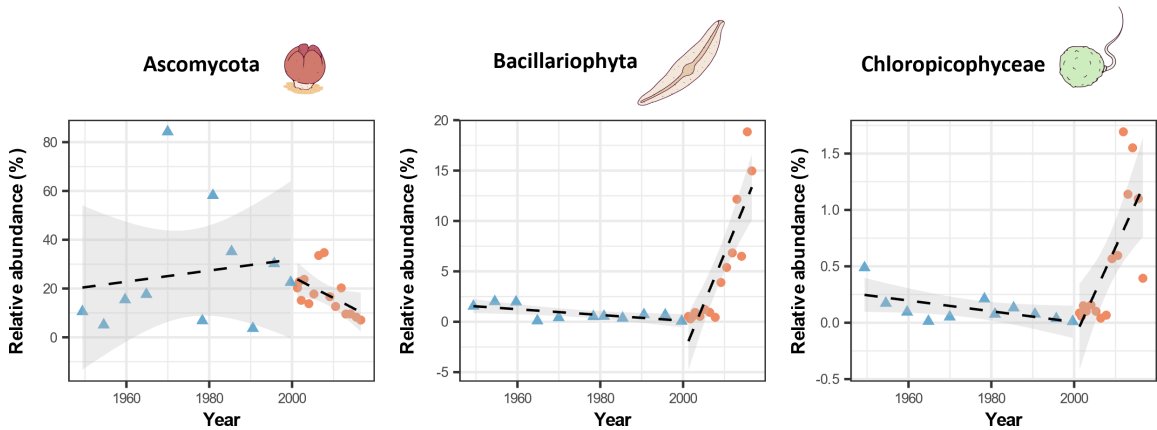 Ascomycota
Bacillariophyta
Chloropicophyceae
Relative abundance (%)
80
60
40
20
0
1960
1980
2000
Year
Relative abundance (%)
20
15
10
5
0
-5
1960
1980
2000
Year
Relative abundance (%)
1.5
1.0
0.5
0.0
-0.5
1960
1980
2000
Year